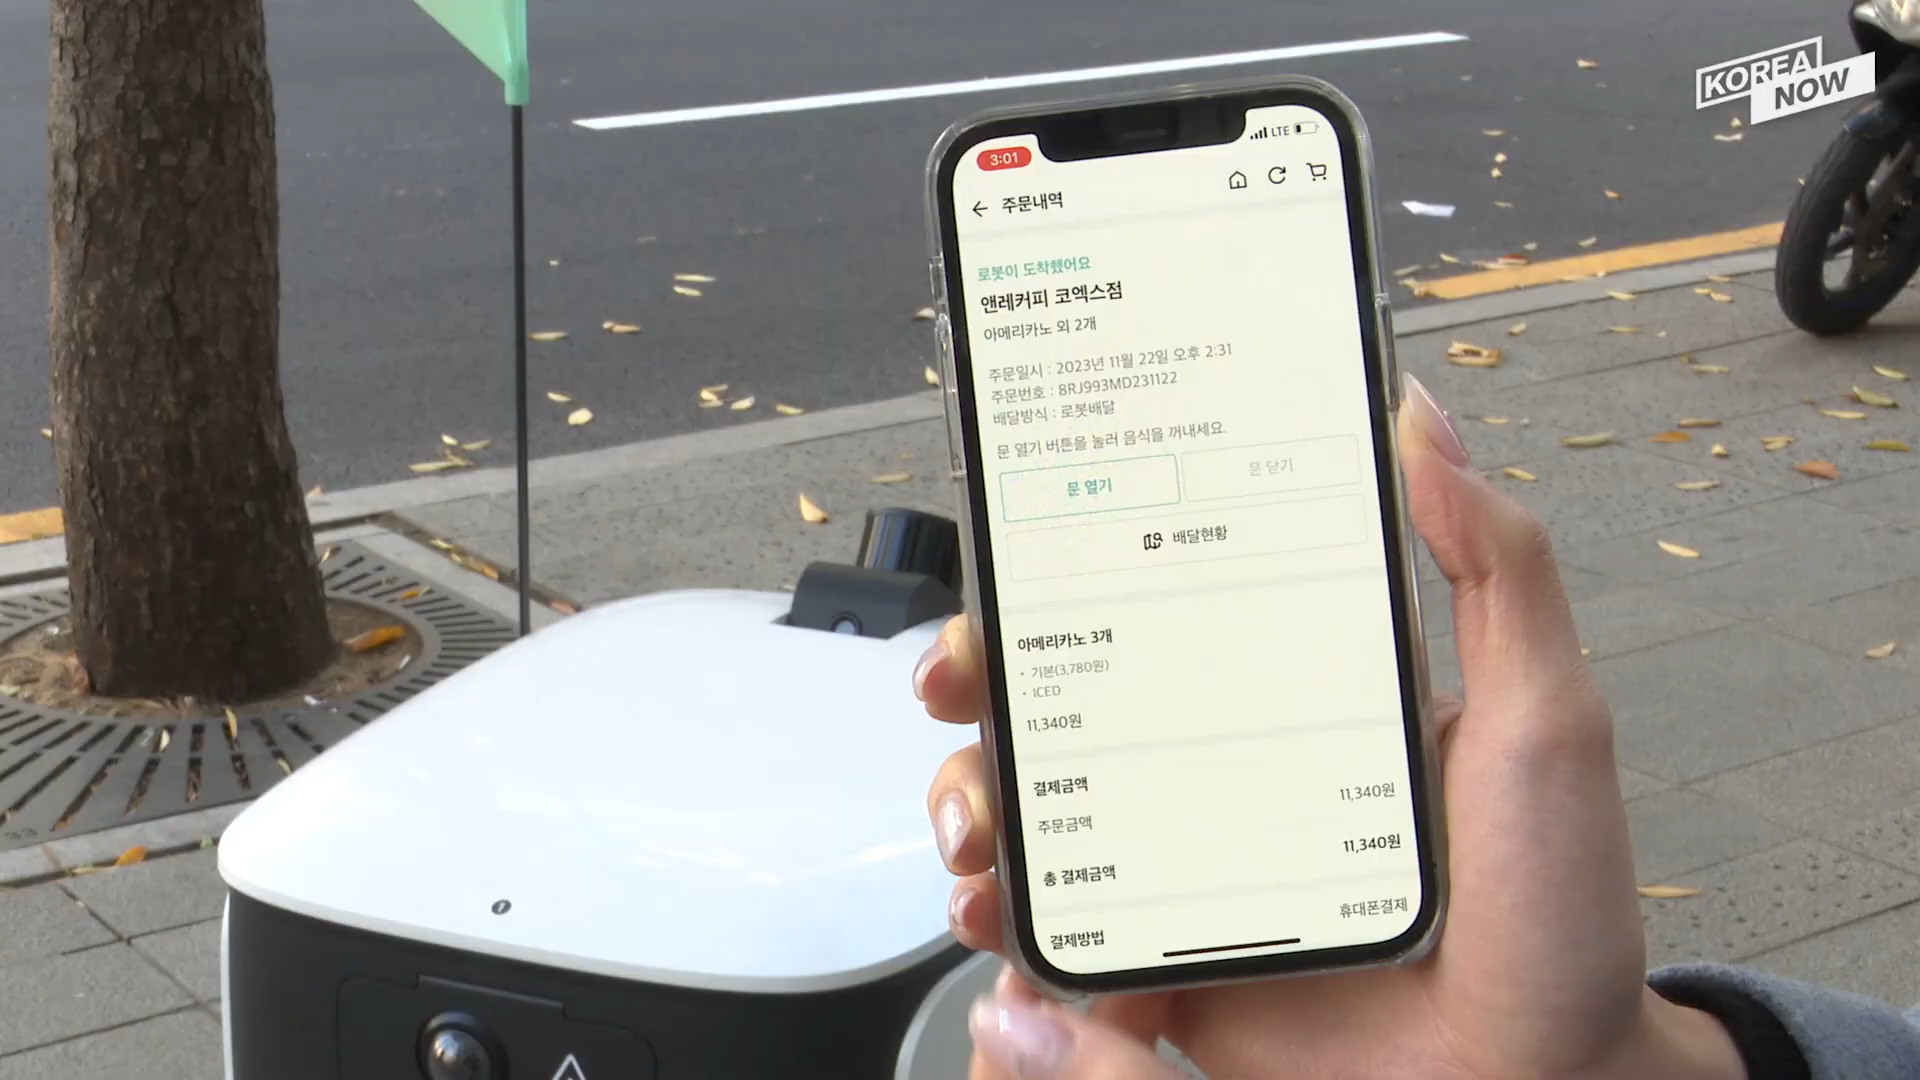 KOREA
NOW
3:01
LTE
주문내역
로봇이 도착했어요
앤레커피 코엑스점
아메리카노 외 2개
주문일시 : 2023년 11월 22일 오후 2:31
주문번호 : 8RJ993MD231122
배달방식 : 로봇배달
문 열기 버튼을 눌러 음식을 꺼내세요.
문 열기
문 닫기
배달현황
아메리카노 3개
• 기본(3,780원)
• ICED
11,340원
결제금액
주문금액 11,340원
총 결제금액 11,340원
결제방법 휴대폰결제